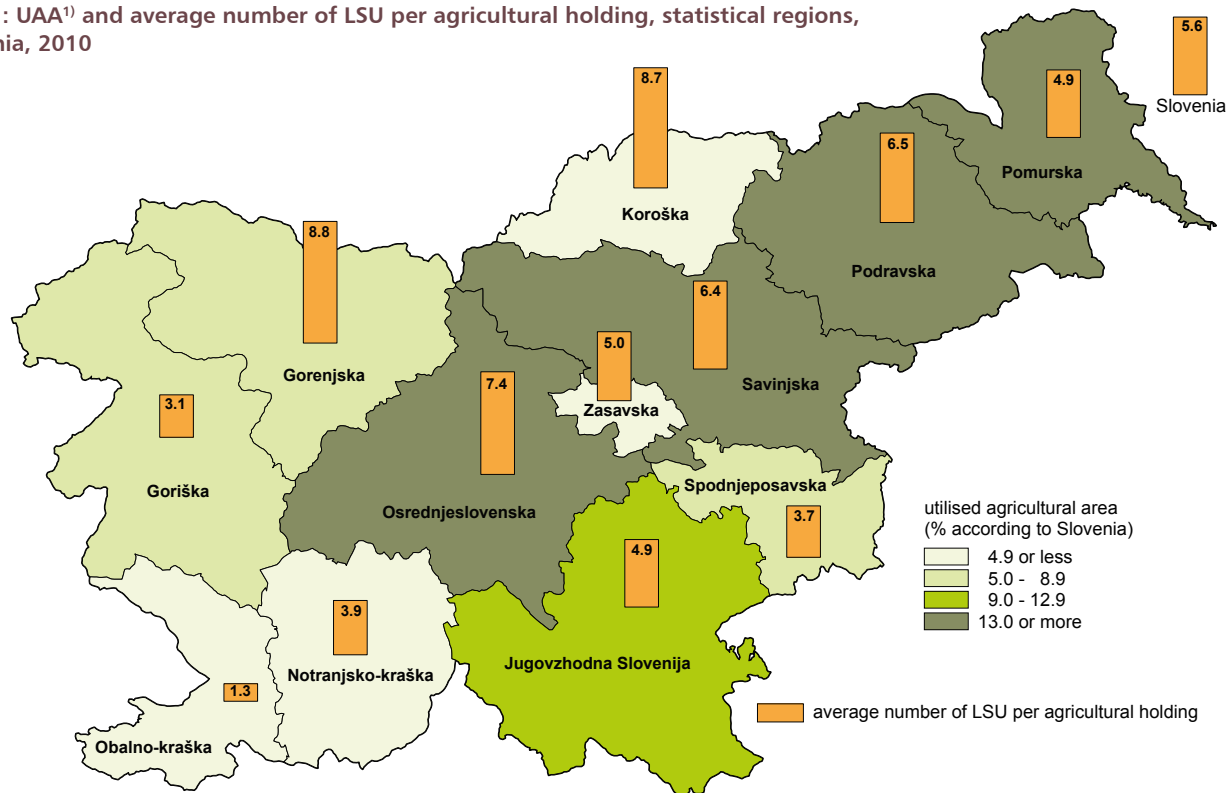 : UAA¹⁾ and average number of LSU per agricultural holding, statistical regions,
nia, 2010
5.6
Slovenia
4.9
Pomurska
8.7
Koroška
6.5
Podravska
8.8
Gorenjska
6.4
Savinjska
5.0
Zasavska
7.4
Osrednjeslovenska
3.1
Goriška
Spodnjeposavska
3.7
4.9
Jugovzhodna Slovenija
3.9
Notranjsko-kraška
1.3
Obalno-kraška
utilised agricultural area
(% according to Slovenia)
4.9 or less
5.0 - 8.9
9.0 - 12.9
13.0 or more
average number of LSU per agricultural holding